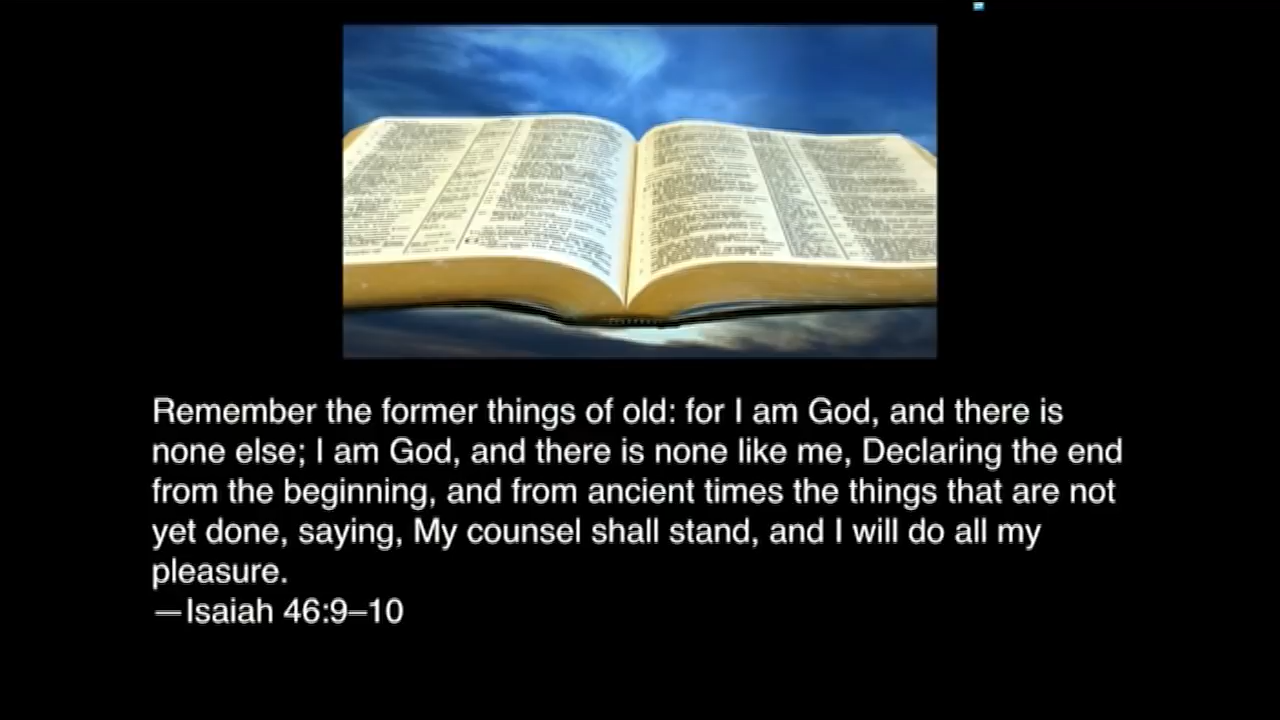 Remember the former things of old: for I am God, and there is
none else; I am God, and there is none like me, Declaring the end
from the beginning, and from ancient times the things that are not
yet done, saying, My counsel shall stand, and I will do all my
pleasure.
—Isaiah 46:9–10